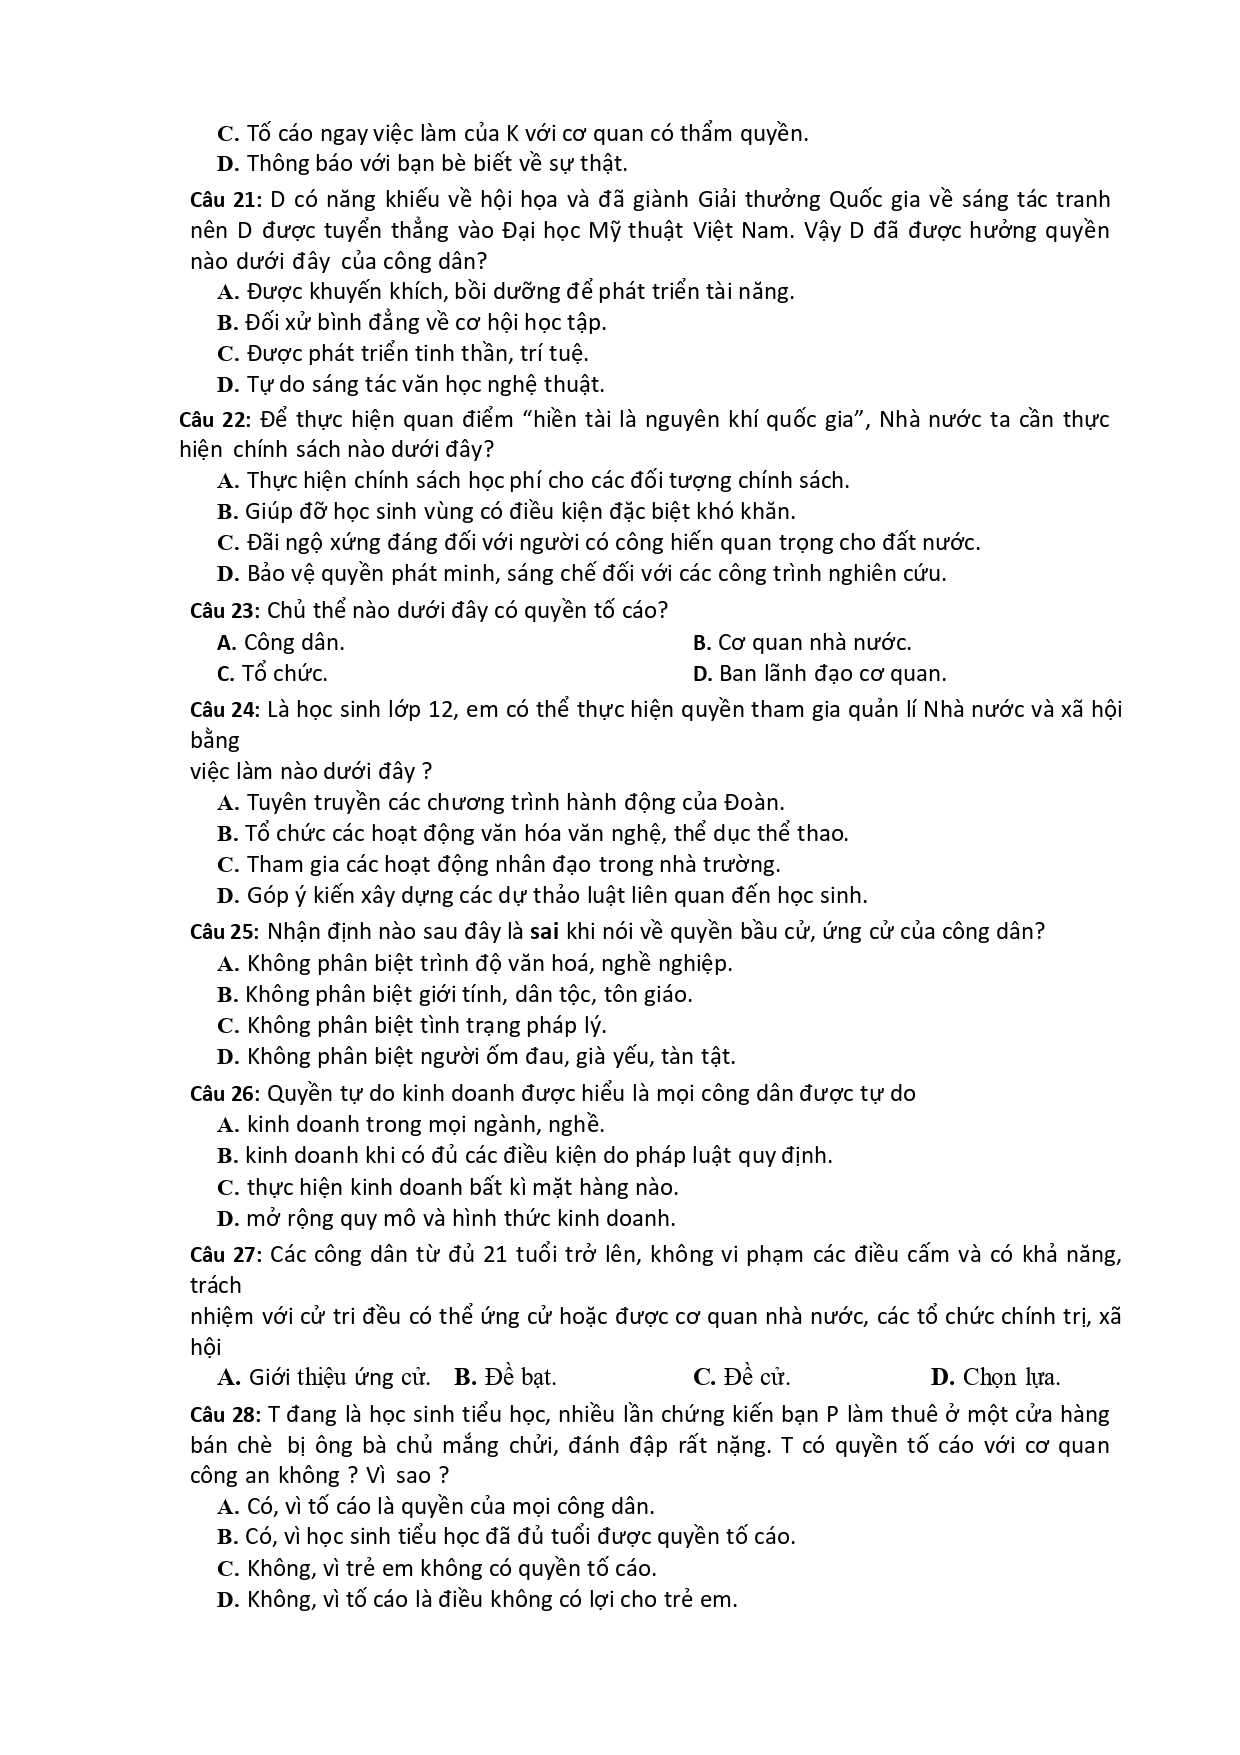 C. Tố cáo ngay việc làm của K với cơ quan có thẩm quyền.
D. Thông báo với bạn bè biết về sự thật.
Câu 21: D có năng khiếu về hội họa và đã giành Giải thưởng Quốc gia về sáng tác tranh
nên D được tuyển thẳng vào Đại học Mỹ thuật Việt Nam. Vậy D đã được hưởng quyền
nào dưới đây của công dân?
A. Được khuyến khích, bồi dưỡng để phát triển tài năng.
B. Đối xử bình đẳng về cơ hội học tập.
C. Được phát triển tinh thần, trí tuệ.
D. Tự do sáng tác văn học nghệ thuật.
Câu 22: Để thực hiện quan điểm “hiền tài là nguyên khí quốc gia”, Nhà nước ta cần thực
hiện chính sách nào dưới đây?
A. Thực hiện chính sách học phí cho các đối tượng chính sách.
B. Giúp đỡ học sinh vùng có điều kiện đặc biệt khó khăn.
C. Đãi ngộ xứng đáng đối với người có công hiến quan trọng cho đất nước.
D. Bảo vệ quyền phát minh, sáng chế đối với các công trình nghiên cứu.
Câu 23: Chủ thể nào dưới đây có quyền tố cáo?
A. Công dân. B. Cơ quan nhà nước.
C. Tổ chức. D. Ban lãnh đạo cơ quan.
Câu 24: Là học sinh lớp 12, em có thể thực hiện quyền tham gia quản lí Nhà nước và xã hội
bằng
việc làm nào dưới đây ?
A. Tuyên truyền các chương trình hành động của Đoàn.
B. Tổ chức các hoạt động văn hóa văn nghệ, thể dục thể thao.
C. Tham gia các hoạt động nhân đạo trong nhà trường.
D. Góp ý kiến xây dựng các dự thảo luật liên quan đến học sinh.
Câu 25: Nhận định nào sau đây là sai khi nói về quyền bầu cử, ứng cử của công dân?
A. Không phân biệt trình độ văn hoá, nghề nghiệp.
B. Không phân biệt giới tính, dân tộc, tôn giáo.
C. Không phân biệt tình trạng pháp lý.
D. Không phân biệt người ốm đau, già yếu, tàn tật.
Câu 26: Quyền tự do kinh doanh được hiểu là mọi công dân được tự do
A. kinh doanh trong mọi ngành, nghề.
B. kinh doanh khi có đủ các điều kiện do pháp luật quy định.
C. thực hiện kinh doanh bất kì mặt hàng nào.
D. mở rộng quy mô và hình thức kinh doanh.
Câu 27: Các công dân từ đủ 21 tuổi trở lên, không vi phạm các điều cấm và có khả năng,
trách
nhiệm với cử tri đều có thể ứng cử hoặc được cơ quan nhà nước, các tổ chức chính trị, xã
hội
A. Giới thiệu ứng cử. B. Đề bạt. C. Đề cử. D. Chọn lựa.
Câu 28: T đang là học sinh tiểu học, nhiều lần chứng kiến bạn P làm thuê ở một cửa hàng
bán chè bị ông bà chủ mắng chửi, đánh đập rất nặng. T có quyền tố cáo với cơ quan
công an không ? Vì sao ?
A. Có, vì tố cáo là quyền của mọi công dân.
B. Có, vì học sinh tiểu học đã đủ tuổi được quyền tố cáo.
C. Không, vì trẻ em không có quyền tố cáo.
D. Không, vì tố cáo là điều không có lợi cho trẻ em.